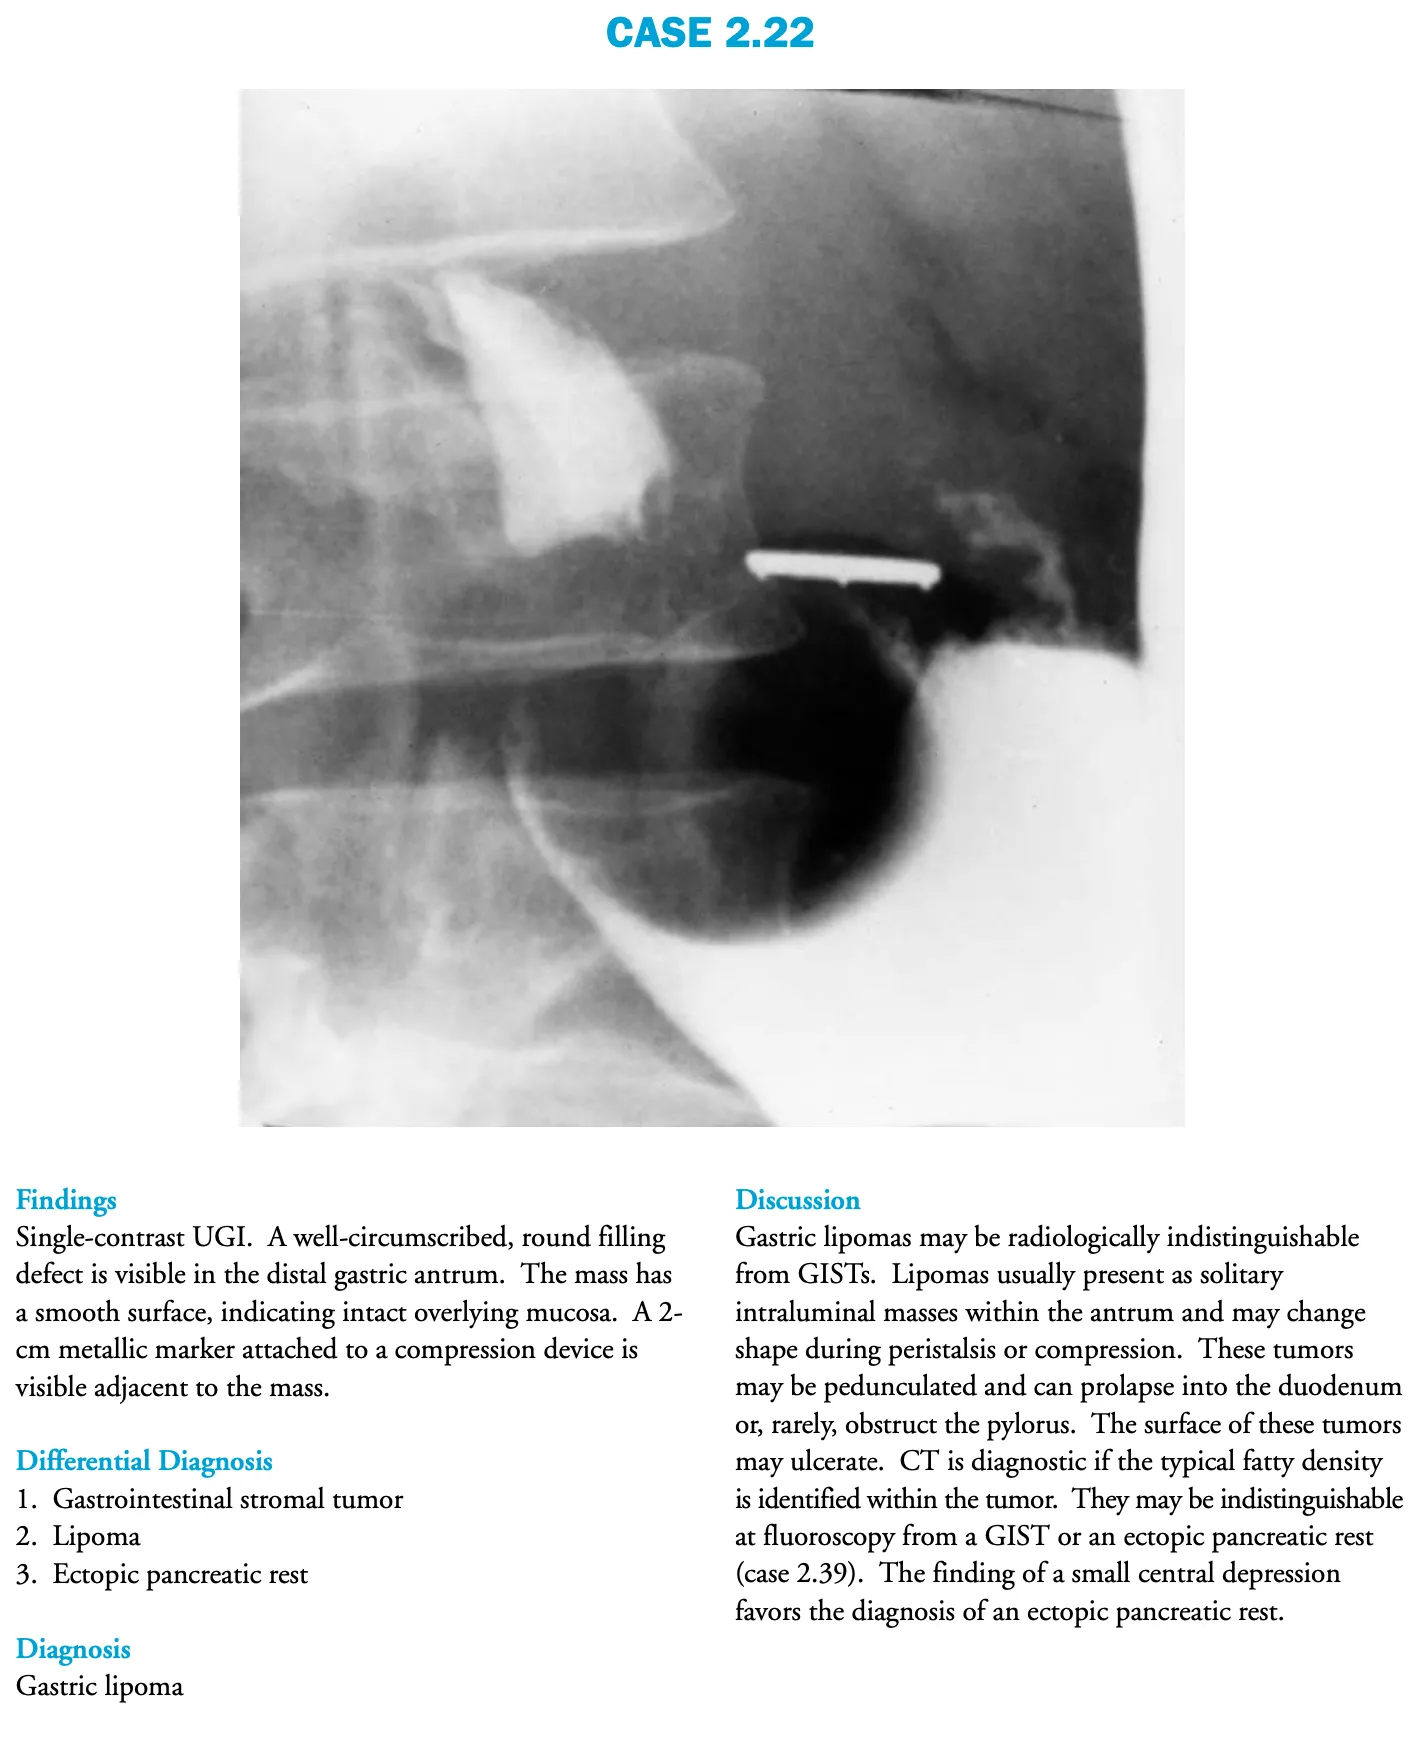 CASE 2.22
Findings
Single-contrast UGI. A well-circumscribed, round filling
defect is visible in the distal gastric antrum. The mass has
a smooth surface, indicating intact overlying mucosa. A 2-
cm metallic marker attached to a compression device is
visible adjacent to the mass.
Differential Diagnosis
1. Gastrointestinal stromal tumor
2. Lipoma
3. Ectopic pancreatic rest
Diagnosis
Gastric lipoma
Discussion
Gastric lipomas may be radiologically indistinguishable
from GISTs. Lipomas usually present as solitary
intraluminal masses within the antrum and may change
shape during peristalsis or compression. These tumors
may be pedunculated and can prolapse into the duodenum
or, rarely, obstruct the pylorus. The surface of these tumors
may ulcerate. CT is diagnostic if the typical fatty density
is identified within the tumor. They may be indistinguishable
at fluoroscopy from a GIST or an ectopic pancreatic rest
(case 2.39). The finding of a small central depression
favors the diagnosis of an ectopic pancreatic rest.